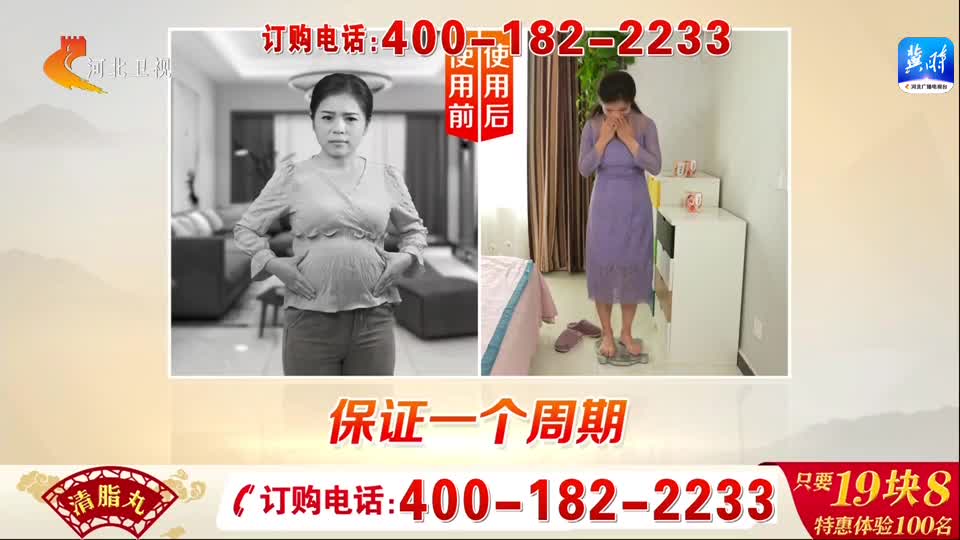 订购电话:400-182-2233
河北卫视
冀时
河北广播电视台
使用前
使用后
保证一个周期
清脂丸
订购电话:400-182-2233
只要19块8
特惠体验100名